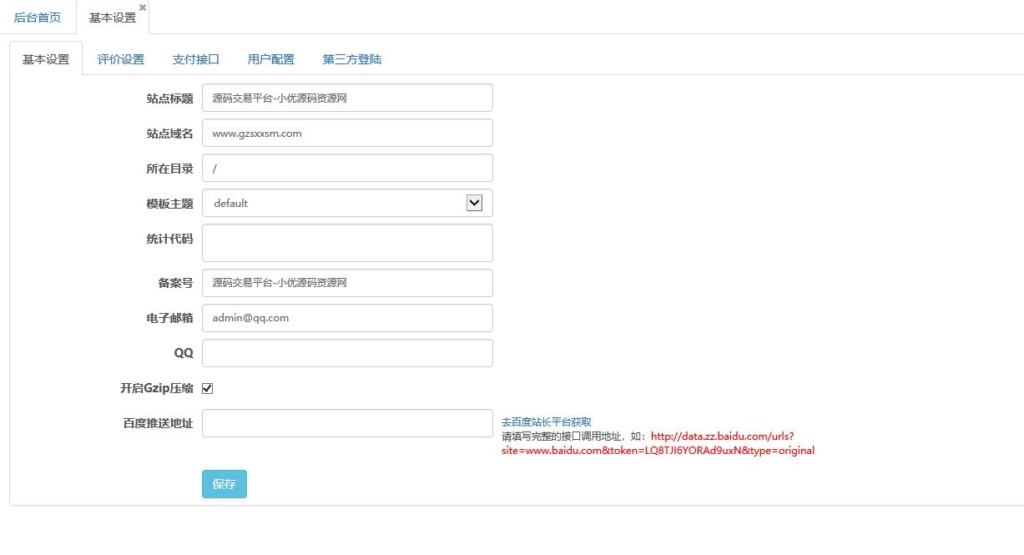 后台首页 基本设置
基本设置 评价设置 支付接口 用户配置 第三方登陆
站点标题 源码交易平台-小优源码资源网
站点域名 www.gzsxxsm.com
所在目录 /
模板主题 default
统计代码
备案号 源码交易平台-小优源码资源网
电子邮箱 admin@qq.com
QQ
开启Gzip压缩
百度推送地址 去百度站长平台获取
请填写完整的接口调用地址，如：http://data.zz.baidu.com/urls?
site=www.baidu.com&token=LQ8TJI6YORAd9uxN&type=original
保存